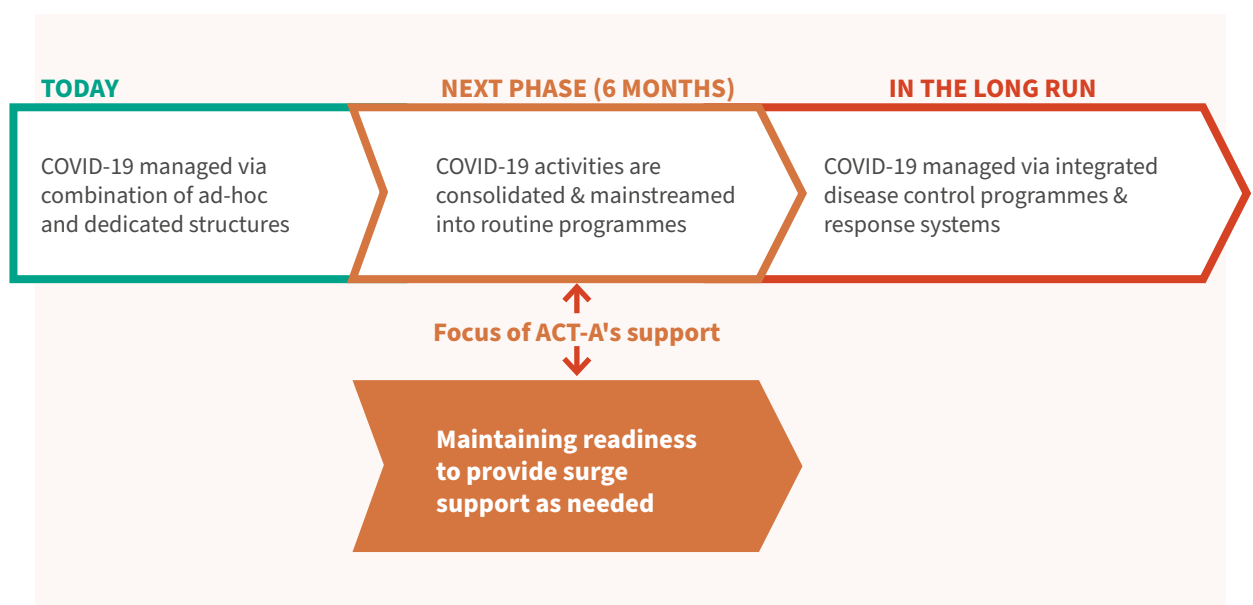 TODAY
COVID-19 managed via
combination of ad-hoc
and dedicated structures
NEXT PHASE (6 MONTHS)
COVID-19 activities are
consolidated & mainstreamed
into routine programmes
IN THE LONG RUN
COVID-19 managed via integrated
disease control programmes &
response systems
Focus of ACT-A's support
Maintaining readiness
to provide surge
support as needed